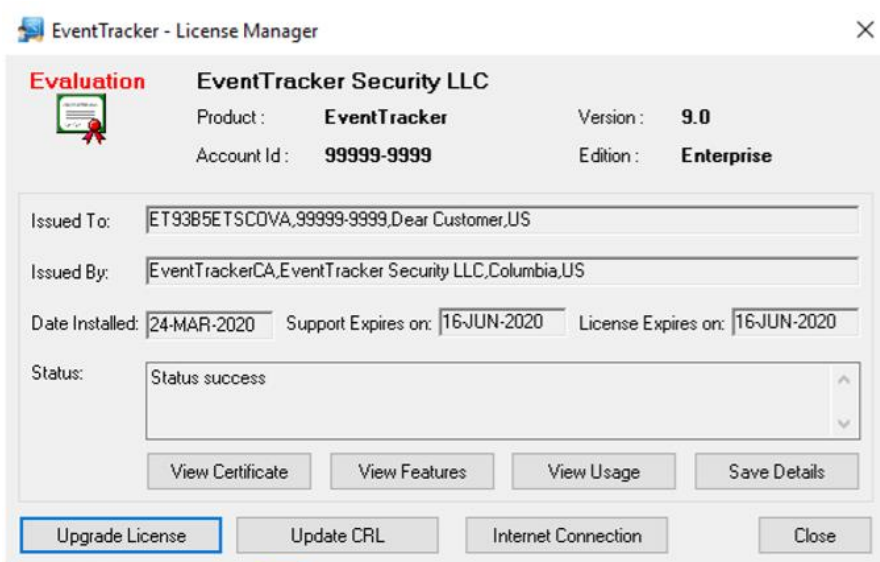 EventTracker - License Manager
Evaluation
EventTracker Security LLC
Product : EventTracker Version : 9.0
Account Id : 99999-9999 Edition : Enterprise
Issued To: ET93B5ETSCOVA,99999-9999,Dear Customer,US
Issued By: EventTrackerCA,EventTracker Security LLC,Columbia,US
Date Installed: 24-MAR-2020 Support Expires on: 16-JUN-2020 License Expires on: 16-JUN-2020
Status: Status success
View Certificate View Features View Usage Save Details
Upgrade License Update CRL Internet Connection Close